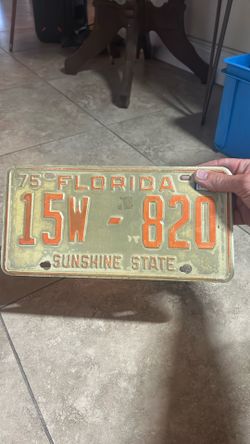 75 FLORIDA
15W - 820
SUNSHINE STATE